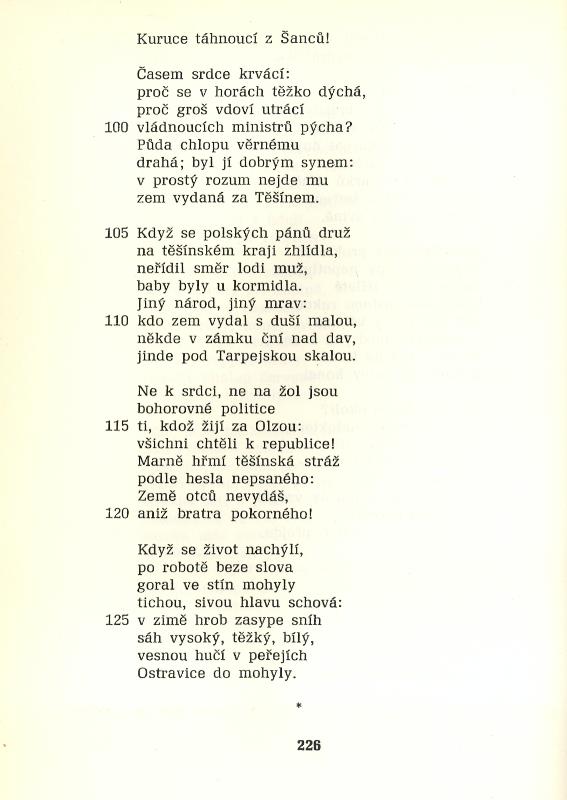 Kuruce táhnoucí z Šanců!
Časem srdce krvácí:
proč se v horách těžko dýchá,
proč groš vdoví utrácí
100 vládnoucích ministrů pýcha?
Půda chlopu věrnému
drahá; byl jí dobrým synem:
v prostý rozum nejde mu
zem vydaná za Těšínem.
105 Když se polských pánů druž
na těšínském kraji zhlídla,
neřídil směr lodi muž,
baby byly u kormidla.
Jiný národ, jiný mrav:
110 kdo zem vydal s duší malou,
někde v zámku ční nad dav,
jinde pod Tarpejskou skalou.
Ne k srdci, ne na žol jsou
bohorovné politice
115 ti, kdož žijí za Olzou:
všichni chtěli k republice!
Marně hřmí těšínská stráž
podle hesla nepsaného:
Země otců nevydáš,
120 aniž bratra pokorného!
Když se život nachýlí,
po robotě beze slova
goral ve stín mohyly
tichou, sivou hlavu schová:
125 v zimě hrob zasype sníh
sáh vysoký, těžký, bílý,
vesnou hučí v peřejích
Ostravice do mohyly.
*
226